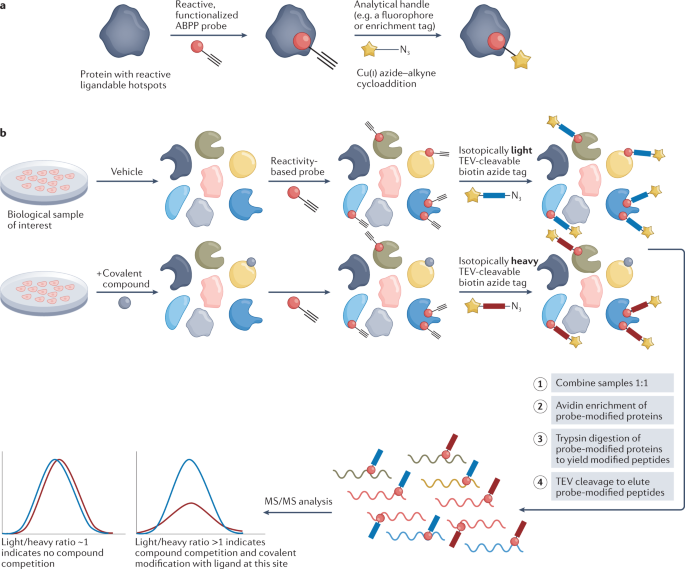 a
Reactive,
functionalized
ABPP probe
Analytical handle
(e.g. a fluorophore
or enrichment tag)
N3
Protein with reactive
ligandable hotspots
Cu(I) azide–alkyne
cycloaddition
b
Vehicle
Reactivity-
based probe
Isotopically light
TEV-cleavable
biotin azide tag
N3
Biological sample
of interest
+Covalent
compound
Isotopically heavy
TEV-cleavable
biotin azide tag
N3
1 Combine samples 1:1
2 Avidin enrichment of
probe-modified proteins
3 Trypsin digestion of
probe-modified proteins
to yield modified peptides
4 TEV cleavage to elute
probe-modified peptides
MS/MS analysis
Light/heavy ratio ~1
indicates no compound
competition
Light/heavy ratio >1 indicates
compound competition and covalent
modification with ligand at this site